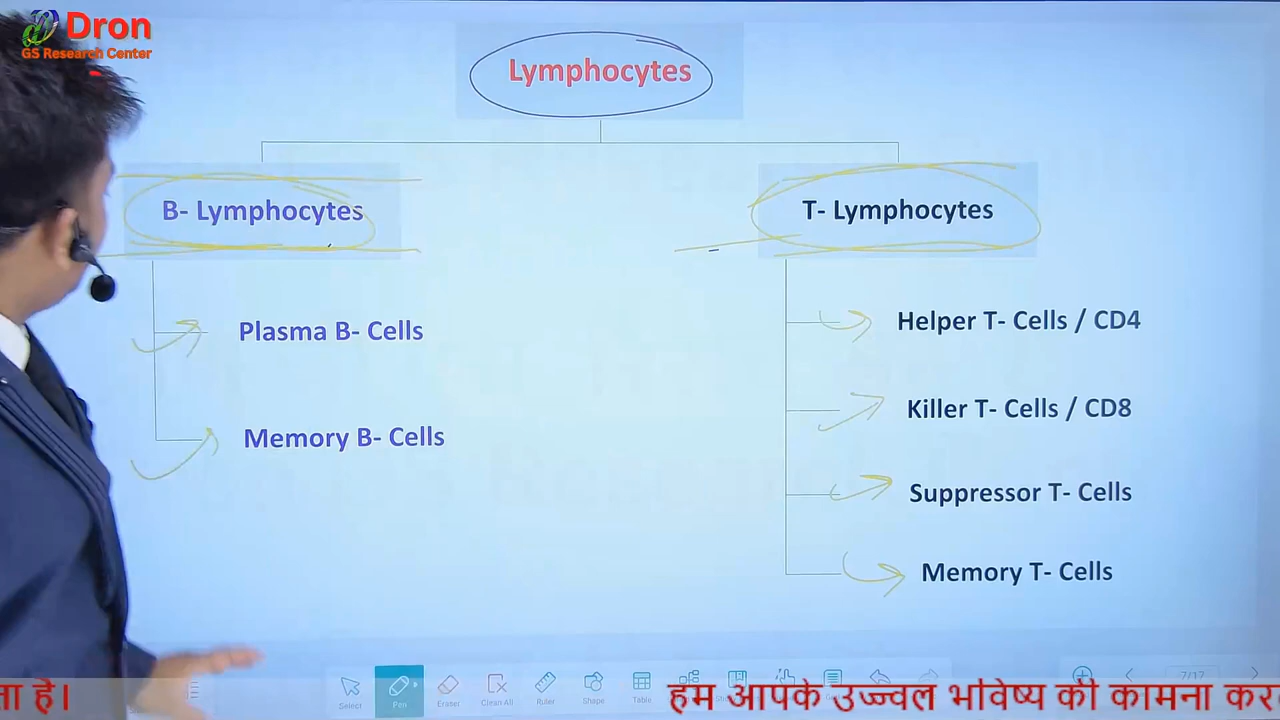 Dron
GS Research Center
Lymphocytes
B- Lymphocytes
T- Lymphocytes
Plasma B- Cells
Memory B- Cells
Helper T- Cells / CD4
Killer T- Cells / CD8
Suppressor T- Cells
Memory T- Cells
Select
Pen
Eraser
Clean All
Ruler
Shape
Table
7/17
ता है।
हम आपके उज्ज्वल भविष्य की कामना कर